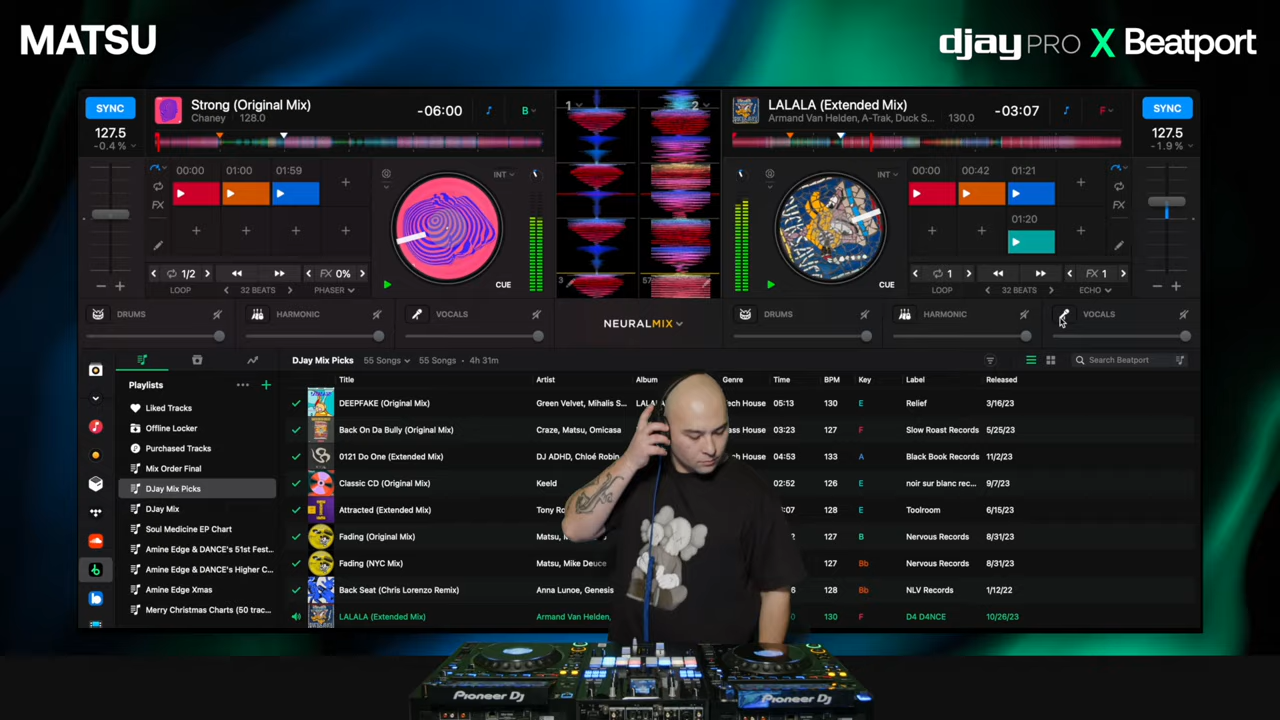 MATSU
djay PRO X Beatport
SYNC
Strong (Original Mix)
Chaney 128.0
-06:00
B
1
2
LALALA (Extended Mix)
Armand Van Helden, A-Trak, Duck S... 130.0
-03:07
F
SYNC
127.5
-0.4 %
127.5
-1.9 %
00:00 01:00 01:59
INT
FX
00:00 00:42 01:21
INT
FX
01:20
1/2
FX 0%
1
FX 1
LOOP
32 BEATS
PHASER
CUE
LOOP
32 BEATS
ECHO
CUE
DRUMS
HARMONIC
VOCALS
NEURALMIX
DRUMS
HARMONIC
VOCALS
DJay Mix Picks 55 Songs 55 Songs • 4h 31m
Search Beatport
Playlists
Liked Tracks
Offline Locker
Purchased Tracks
Mix Order Final
DJay Mix Picks
DJay Mix
Soul Medicine EP Chart
Amine Edge & DANCE's 51st Fest...
Amine Edge & DANCE's Higher C...
Amine Edge Xmas
Merry Christmas Charts (50 trac...
Title Artist Album Genre Time BPM Key Label Released
DEEPFAKE (Original Mix) Green Velvet, Mihalis S... 05:13 130 E Relief 3/16/23
Back On Da Bully (Original Mix) Craze, Matsu, Omicasa 03:23 127 F Slow Roast Records 5/25/23
0121 Do One (Extended Mix) DJ ADHD, Chloé Robin 04:53 133 A Black Book Records 11/2/23
Classic CD (Original Mix) Keeld 02:52 126 E noir sur blanc rec... 9/7/23
Attracted (Extended Mix) Tony 128 E Toolroom 6/15/23
Fading (Original Mix) Matsu, 127 B Nervous Records 8/31/23
Fading (NYC Mix) Matsu, Mike Deuce 127 Bb Nervous Records 8/31/23
Back Seat (Chris Lorenzo Remix) Anna Lunoe, Genesis 128 Bb NLV Records 1/12/22
LALALA (Extended Mix) Armand Van Helden, 130 F D4 D4NCE 10/26/23
Pioneer Dj
Pioneer Dj